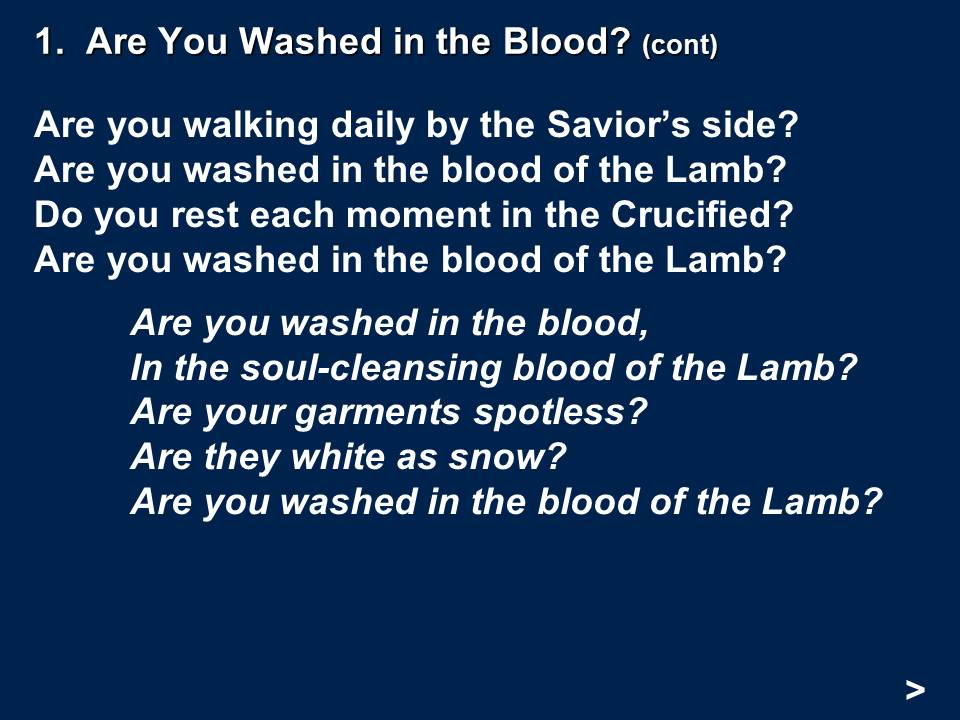 1. Are You Washed in the Blood? (cont)
Are you walking daily by the Savior’s side?
Are you washed in the blood of the Lamb?
Do you rest each moment in the Crucified?
Are you washed in the blood of the Lamb?
Are you washed in the blood,
In the soul-cleansing blood of the Lamb?
Are your garments spotless?
Are they white as snow?
Are you washed in the blood of the Lamb?
>